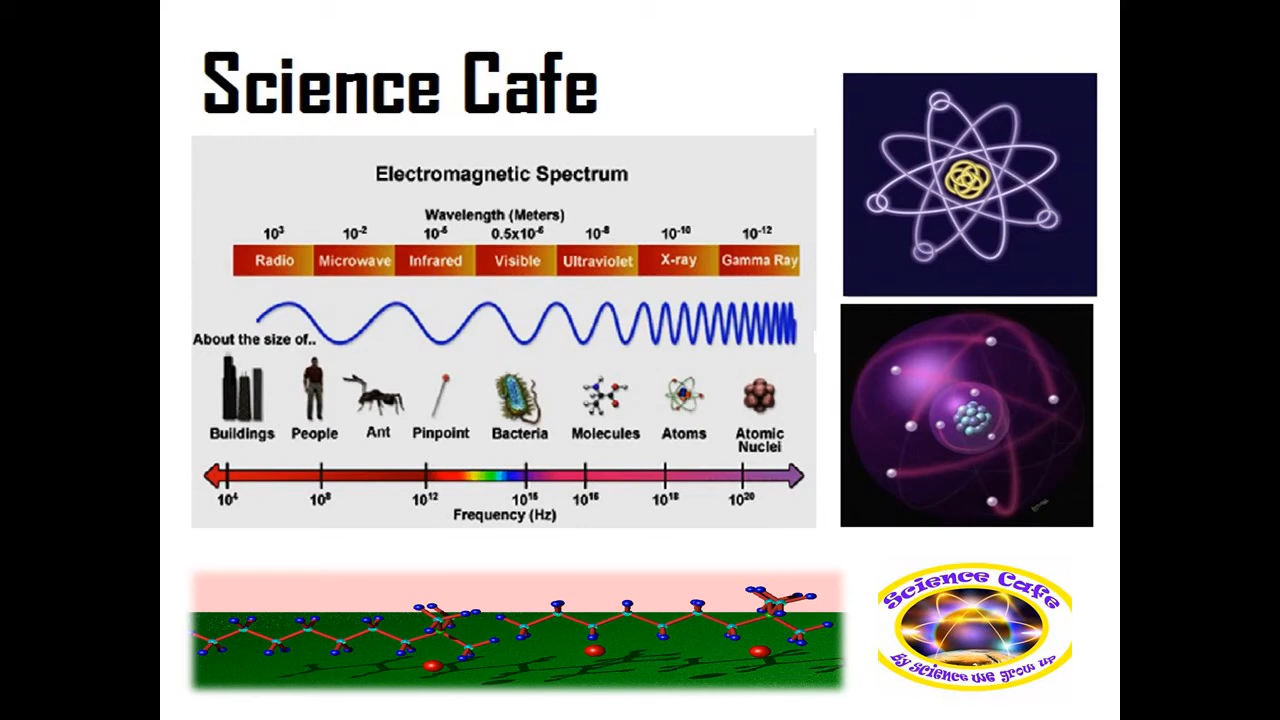 Science Cafe
Electromagnetic Spectrum
Wavelength (Meters)
10³ 10⁻² 10⁻⁵ 0.5x10⁻⁶ 10⁻⁸ 10⁻¹⁰ 10⁻¹²
Radio Microwave Infrared Visible Ultraviolet X-ray Gamma Ray
About the size of..
Buildings People Ant Pinpoint Bacteria Molecules Atoms Atomic Nuclei
10⁴ 10⁸ 10¹² 10¹⁵ 10¹⁶ 10¹⁸ 10²⁰
Frequency (Hz)
Science Cafe
By science we grow up